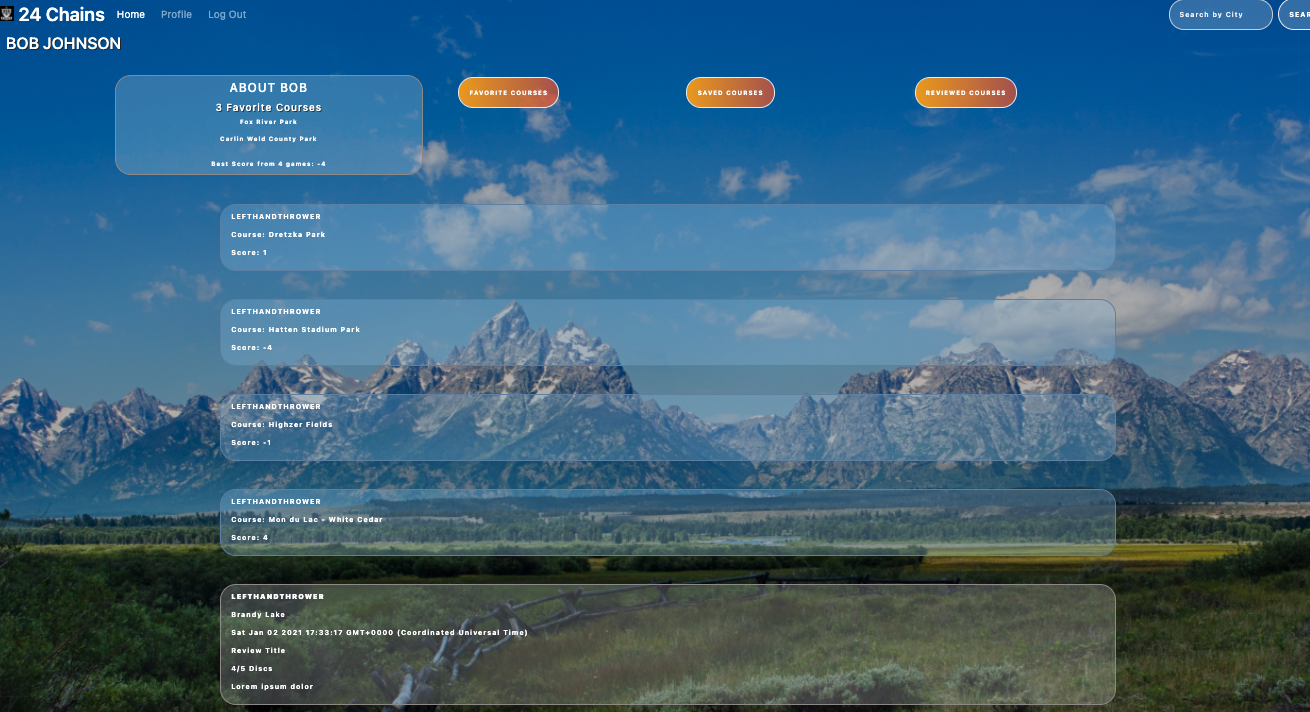 24 Chains Home Profile Log Out Search by City SEAR
BOB JOHNSON
ABOUT BOB
3 Favorite Courses
Fox River Park
Carlin Weld County Park
Best Score from 4 games: -4
FAVORITE COURSES
SAVED COURSES
REVIEWED COURSES
LEFTHANDTHROWER
Course: Dretzka Park
Score: 1
LEFTHANDTHROWER
Course: Hatten Stadium Park
Score: -4
LEFTHANDTHROWER
Course: Highzer Fields
Score: -1
LEFTHANDTHROWER
Course: Mon du Lac - White Cedar
Score: 4
LEFTHANDTHROWER
Brandy Lake
Sat Jan 02 2021 17:33:17 GMT+0000 (Coordinated Universal Time)
Review Title
4/5 Discs
Lorem ipsum dolor